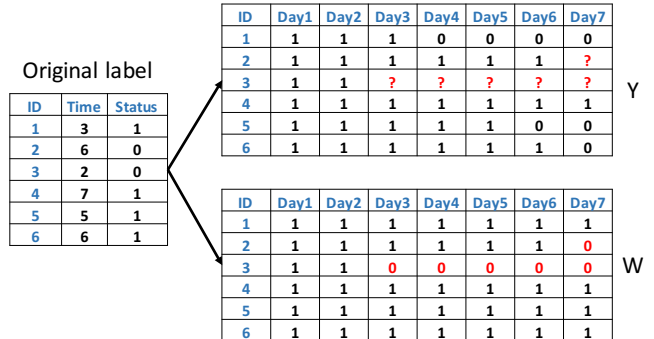 Original label
ID Time Status
1 3 1
2 6 0
3 2 0
4 7 1
5 5 1
6 6 1
ID Day1 Day2 Day3 Day4 Day5 Day6 Day7
1 1 1 1 0 0 0 0
2 1 1 1 1 1 1 ?
3 1 1 ? ? ? ? ?
4 1 1 1 1 1 1 1
5 1 1 1 1 1 0 0
6 1 1 1 1 1 1 0
Y
ID Day1 Day2 Day3 Day4 Day5 Day6 Day7
1 1 1 1 1 1 1 1
2 1 1 1 1 1 1 0
3 1 1 0 0 0 0 0
4 1 1 1 1 1 1 1
5 1 1 1 1 1 1 1
6 1 1 1 1 1 1 1
W